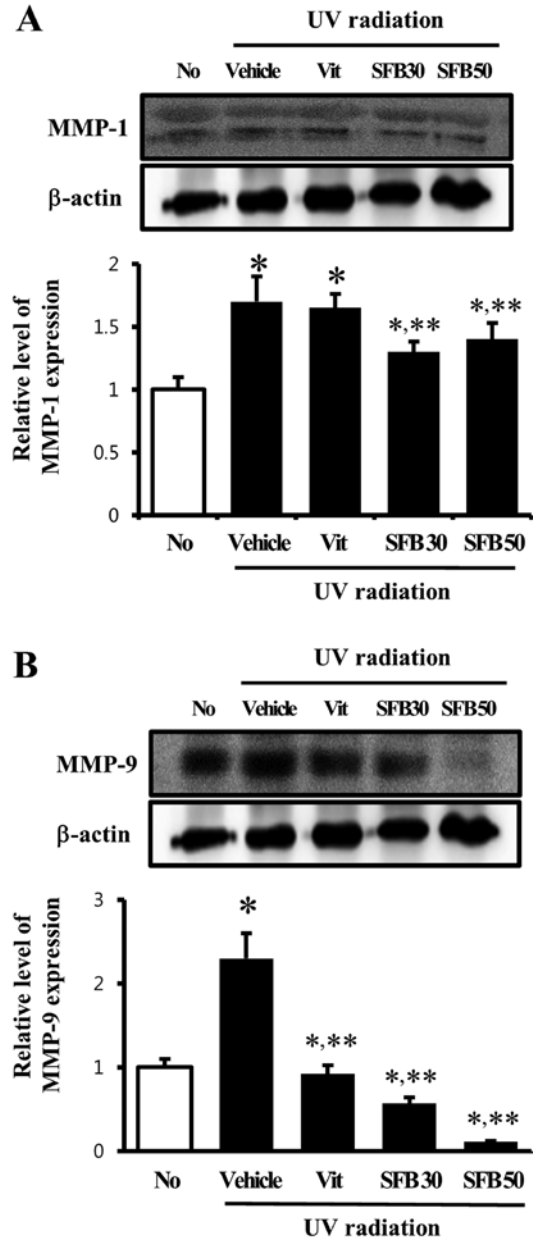 A
UV radiation
No Vehicle Vit SFB30 SFB50
MMP-1
β-actin
Relative level of
MMP-1 expression
2
1.5
1
0.5
0
* * *,** *,**
No Vehicle Vit SFB30 SFB50
UV radiation
B
UV radiation
No Vehicle Vit SFB30 SFB50
MMP-9
β-actin
Relative level of
MMP-9 expression
3
2
1
0
* *,** *,** *,**
No Vehicle Vit SFB30 SFB50
UV radiation